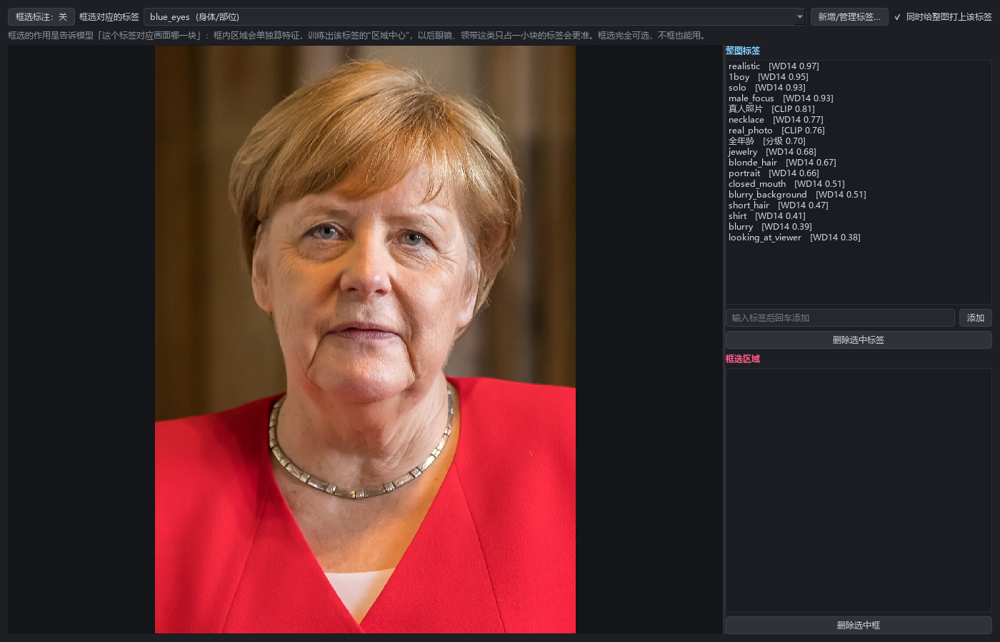 框选标注：关 框选对应的标签 blue_eyes (身体/部位) 新增/管理标签... ✓ 同时给整图打上该标签
框选的作用是告诉模型「这个标签对应画面哪一块」：框内区域会单独算特征，训练出该标签的"区域中心"，以后眼镜、领带这类只占一小块的标签会更准。框选完全可选，不框也能用。
整图标签
realistic [WD14 0.97]
1boy [WD14 0.95]
solo [WD14 0.93]
male_focus [WD14 0.93]
真人照片 [CLIP 0.81]
necklace [WD14 0.77]
real_photo [CLIP 0.76]
全年龄 [分级 0.70]
jewelry [WD14 0.68]
blonde_hair [WD14 0.67]
portrait [WD14 0.66]
closed_mouth [WD14 0.51]
blurry_background [WD14 0.51]
short_hair [WD14 0.47]
shirt [WD14 0.41]
blurry [WD14 0.39]
looking_at_viewer [WD14 0.38]
输入标签后回车添加 添加
删除选中标签
框选区域
删除选中框